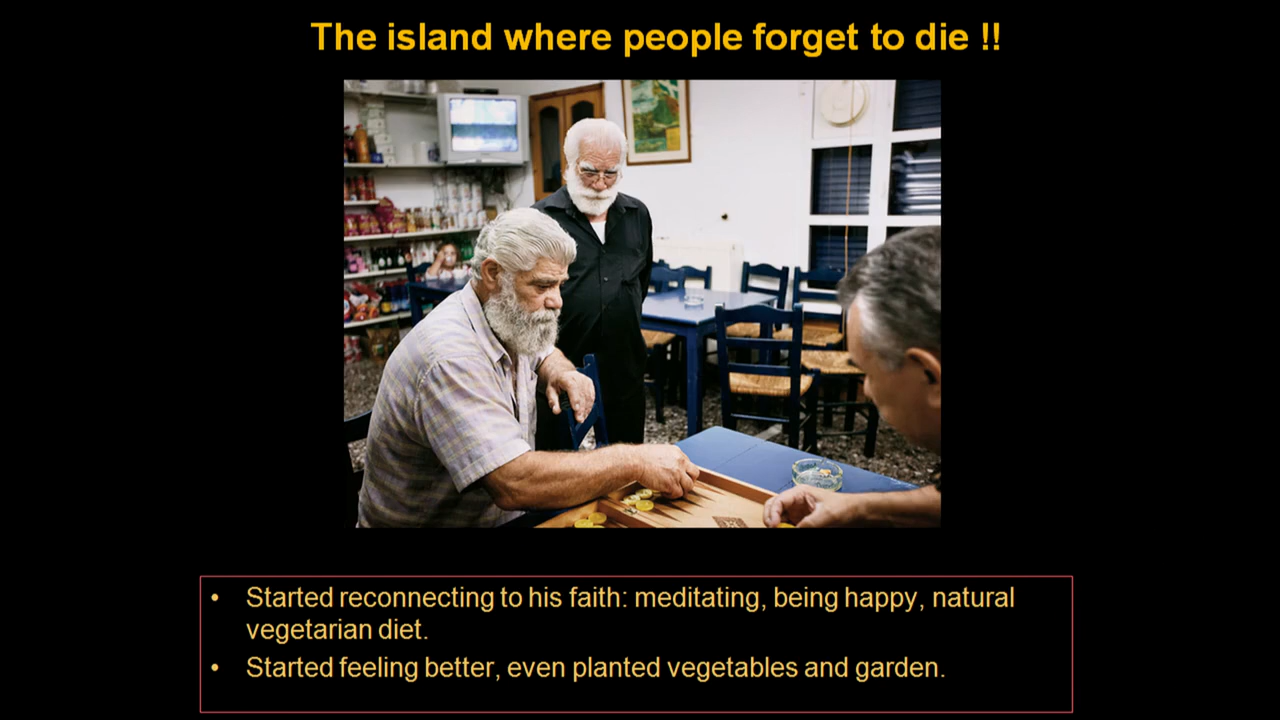 The island where people forget to die !!
• Started reconnecting to his faith: meditating, being happy, natural
vegetarian diet.
• Started feeling better, even planted vegetables and garden.